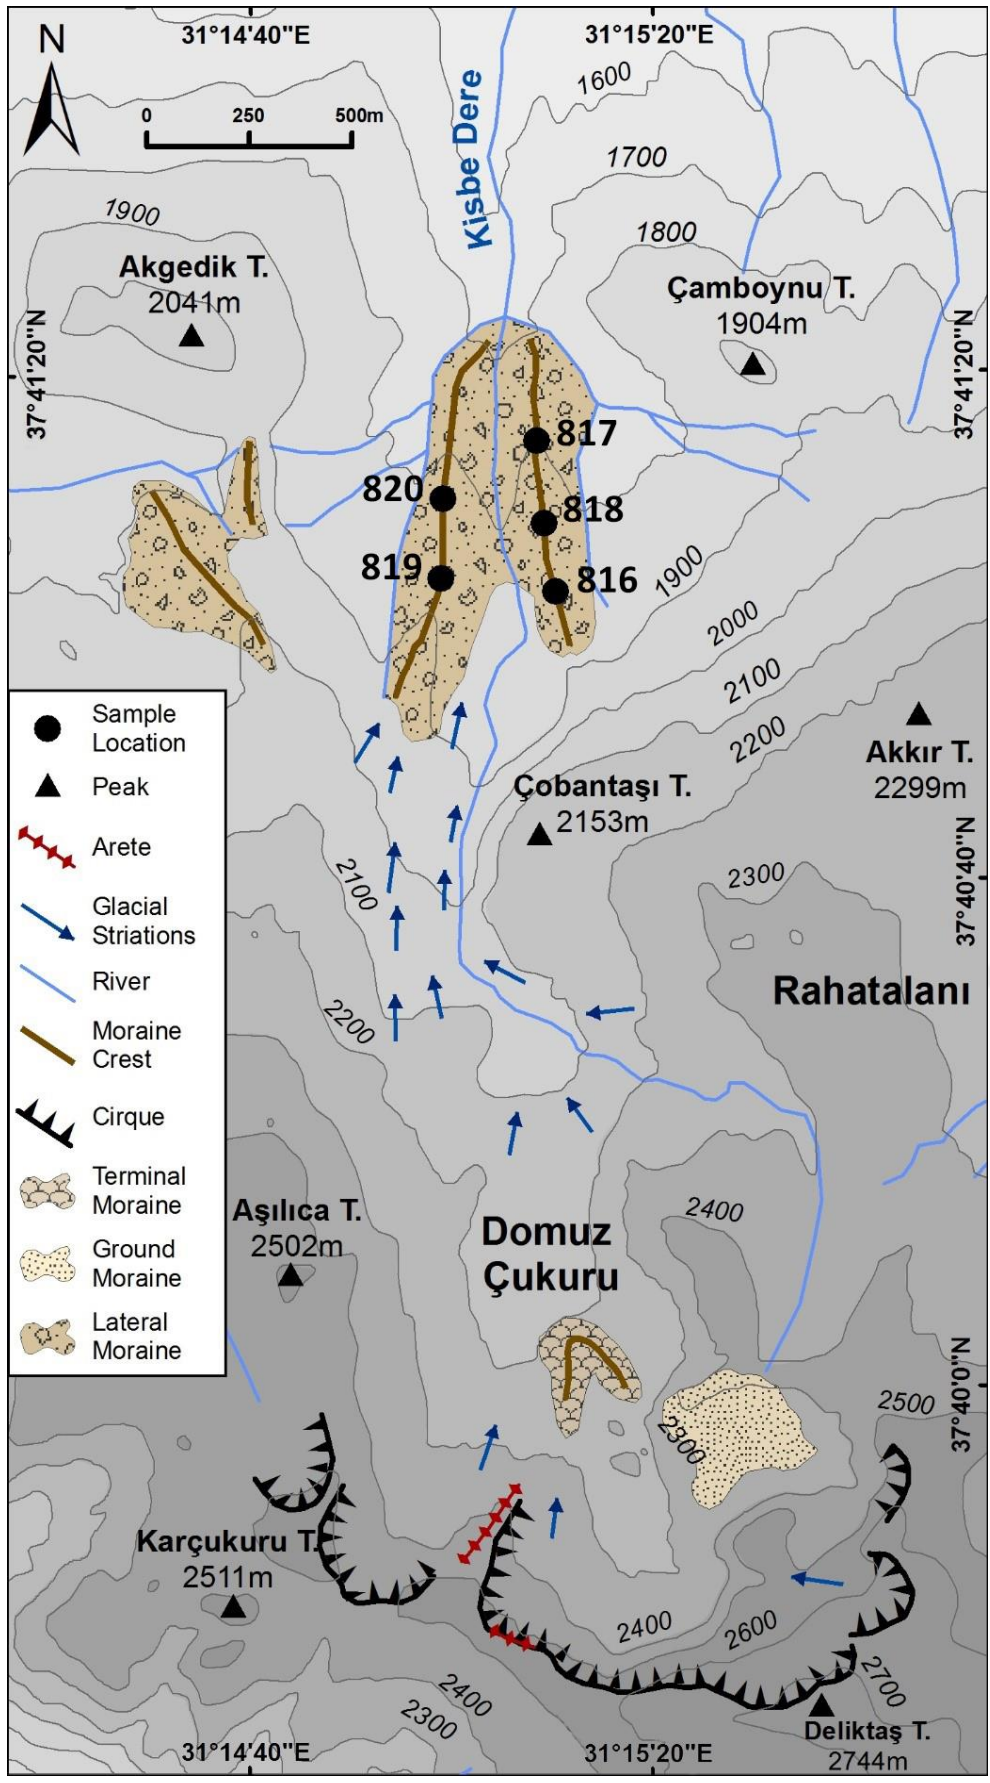 31°14'40"E
31°15'20"E
N
0 250 500m
Kisbe Dere
1600
1700
1800
1900
Akgedik T.
2041m
Çamboynu T.
1904m
37°41'20"N
37°41'20"N
817
820
818
819
816
1900
2000
2100
2200
Akkır T.
2299m
Çobantaşı T.
2153m
Sample
Location
Peak
Arete
Glacial
Striations
River
Moraine
Crest
Cirque
Terminal
Moraine
Ground
Moraine
Lateral
Moraine
2100
2300
37°40'40"N
Rahatalanı
2200
2400
Aşılıca T.
2502m
Domuz
Çukuru
37°40'0"N
2500
2300
Karçukuru T.
2511m
2400
2600
2700
2400
2300
Deliktaş T.
2744m
31°14'40"E
31°15'20"E